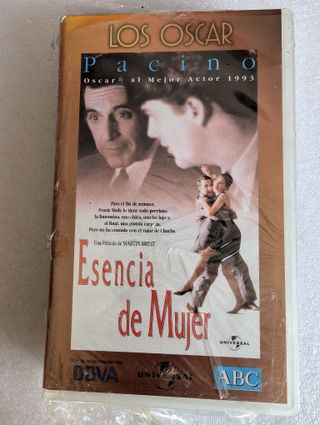 LOS OSCAR
Pacino
Oscar® al Mejor Actor 1993
Para el fin de semana,
Frank Slade lo tiene todo previsto:
la limousina, una chica, mucho lujo y,
al final, una pistola
Pero no ha contado con el valor de Charlie.
Una Película de MARTIN BREST
Esencia
de Mujer
UNIVERSAL
BBVA
UNIVERSAL
ABC